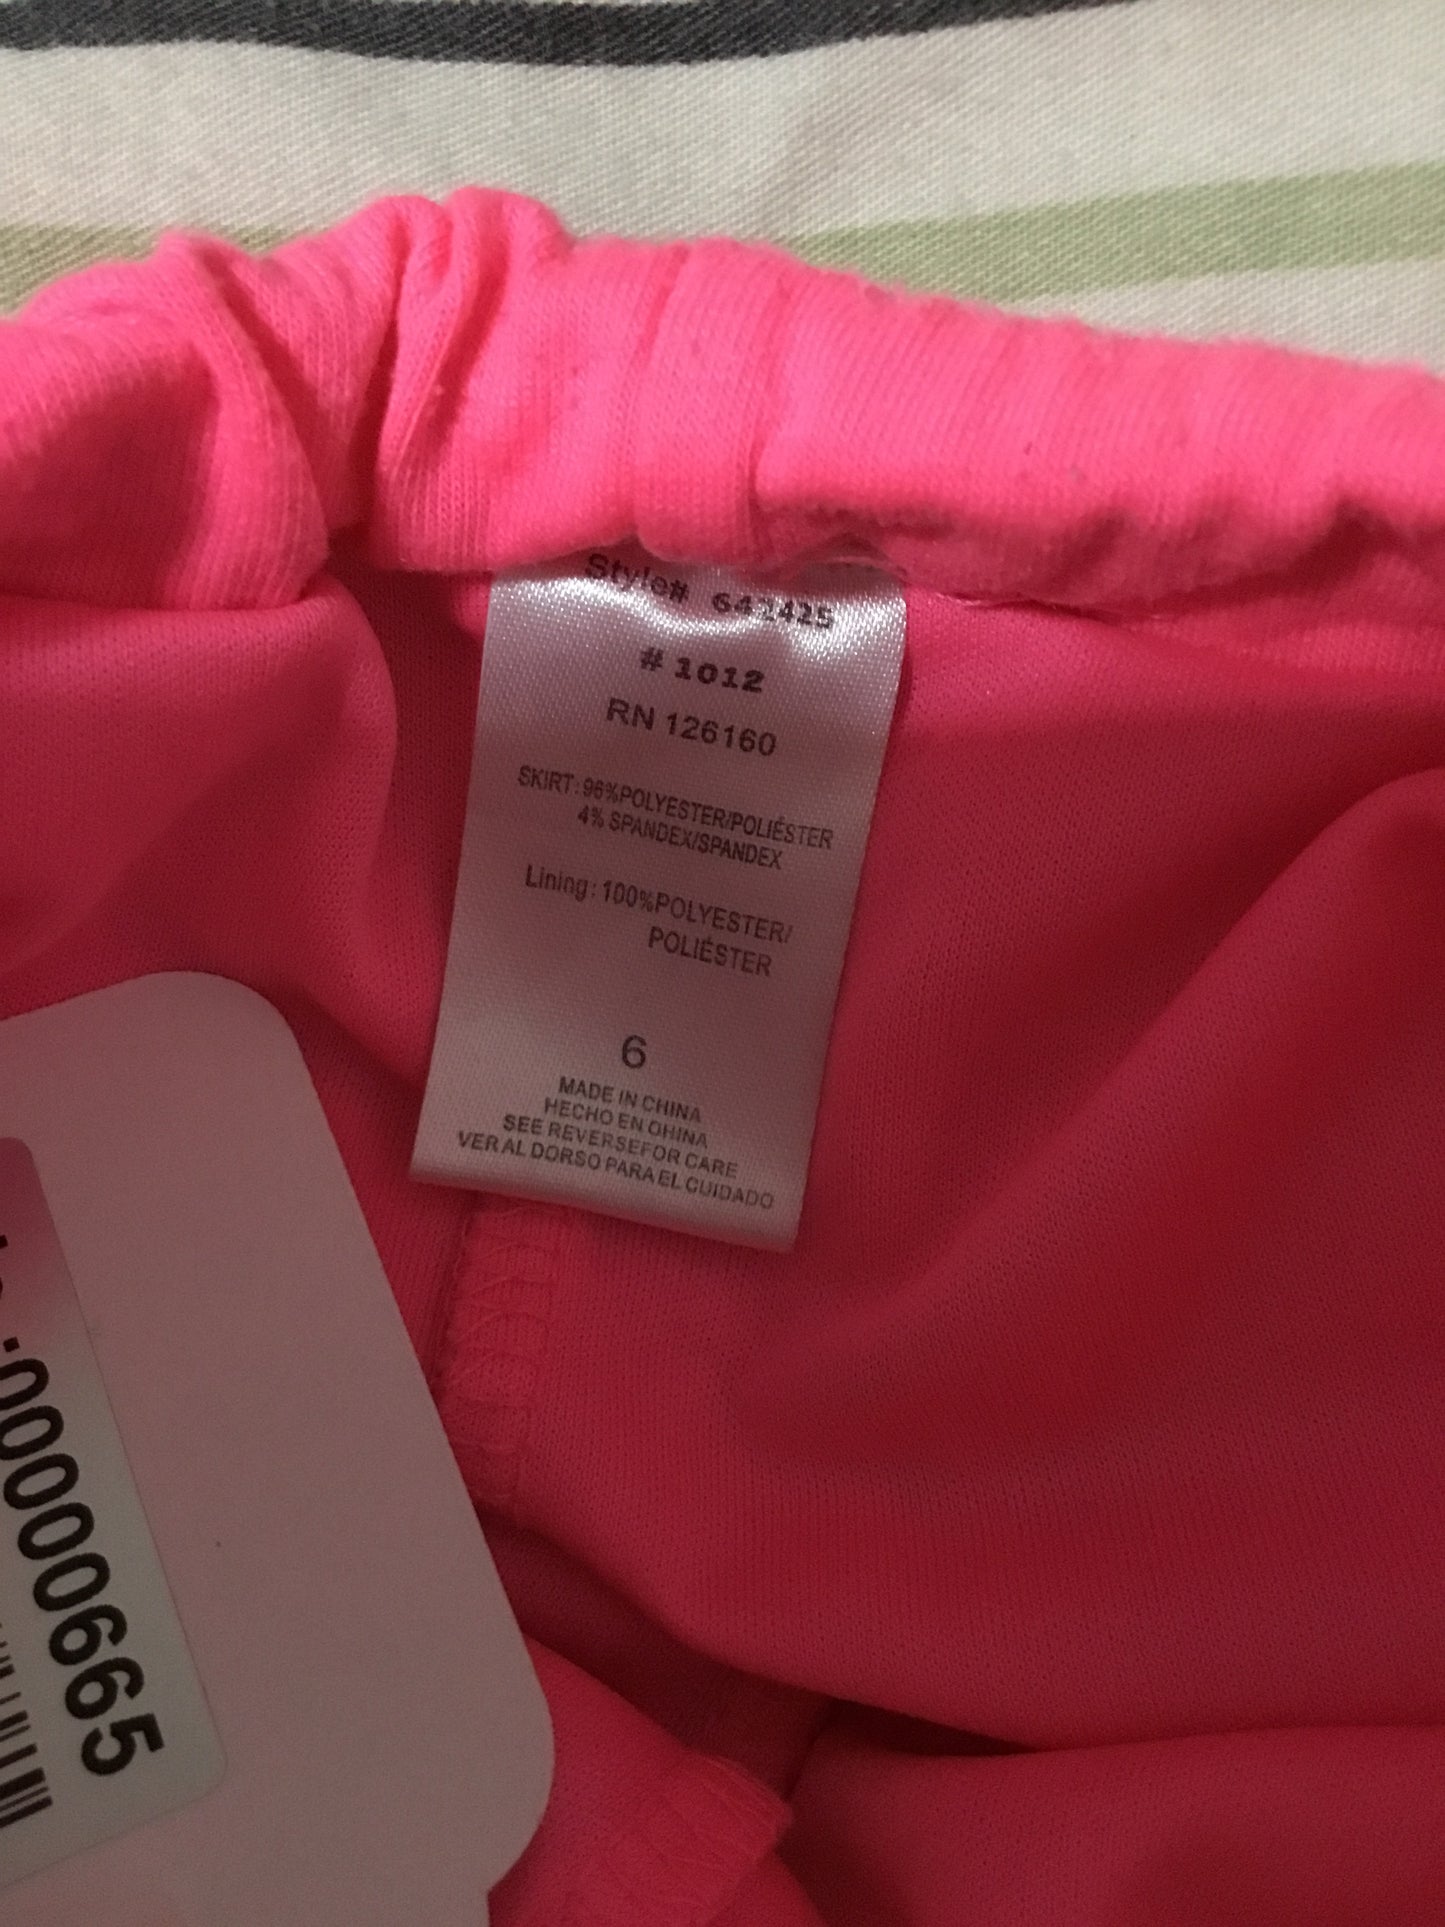 Style# 642425
# 1012
RN 126160
SKIRT: 96%POLYESTER/POLIÉSTER
4% SPANDEX/SPANDEX
Lining: 100%POLYESTER/
POLIÉSTER
6
MADE IN CHINA
HECHO EN CHINA
SEE REVERSEFOR CARE
VER AL DORSO PARA EL CUIDADO
:0000665